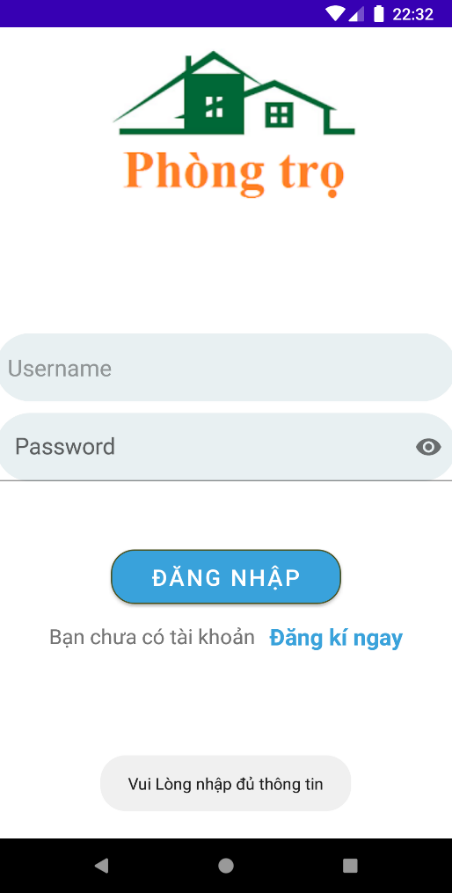 22:32
Phòng trọ
Username
Password
ĐĂNG NHẬP
Bạn chưa có tài khoản Đăng kí ngay
Vui Lòng nhập đủ thông tin